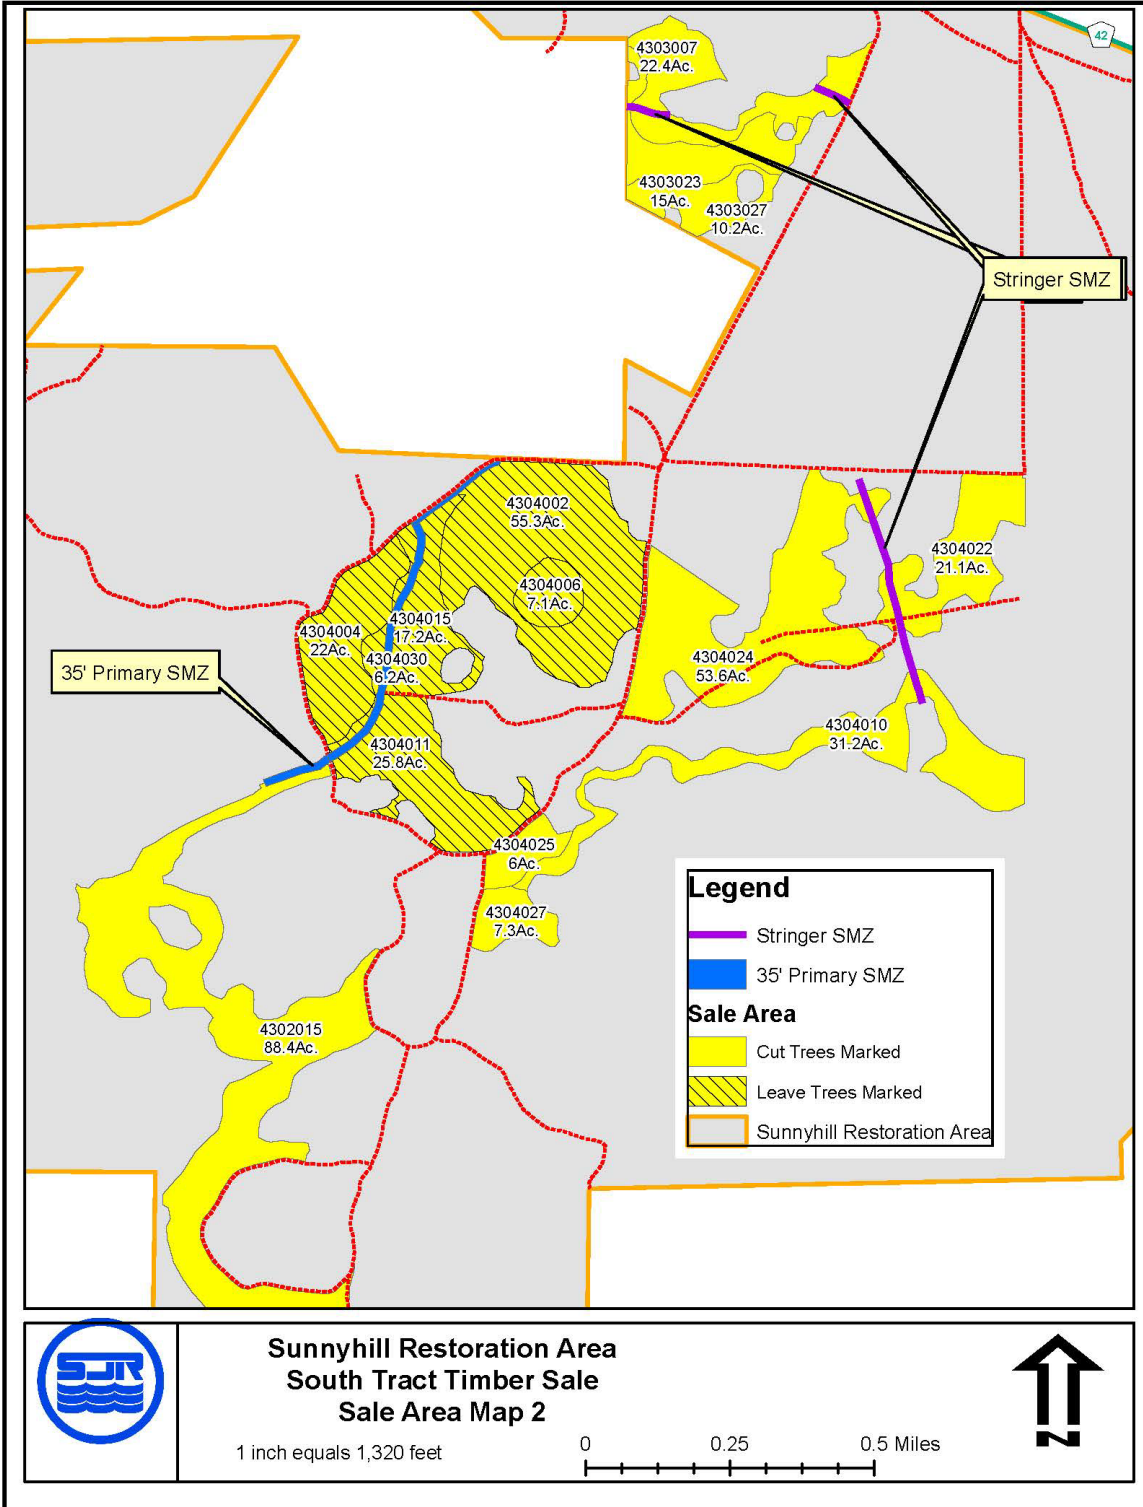 42
4303007
22.4Ac.
4303023
15Ac.
4303027
10.2Ac.
Stringer SMZ
4304002
55.3Ac.
4304006
7.1Ac.
4304022
21.1Ac.
4304015
17.2Ac.
4304004
22Ac.
4304030
6.2Ac.
4304024
53.6Ac.
35' Primary SMZ
4304010
31.2Ac.
4304011
25.8Ac.
4304025
6Ac.
4304027
7.3Ac.
4302015
88.4Ac.
Legend
Stringer SMZ
35' Primary SMZ
Sale Area
Cut Trees Marked
Leave Trees Marked
Sunnyhill Restoration Area
SJR
Sunnyhill Restoration Area
South Tract Timber Sale
Sale Area Map 2
1 inch equals 1,320 feet
0 0.25 0.5 Miles
N